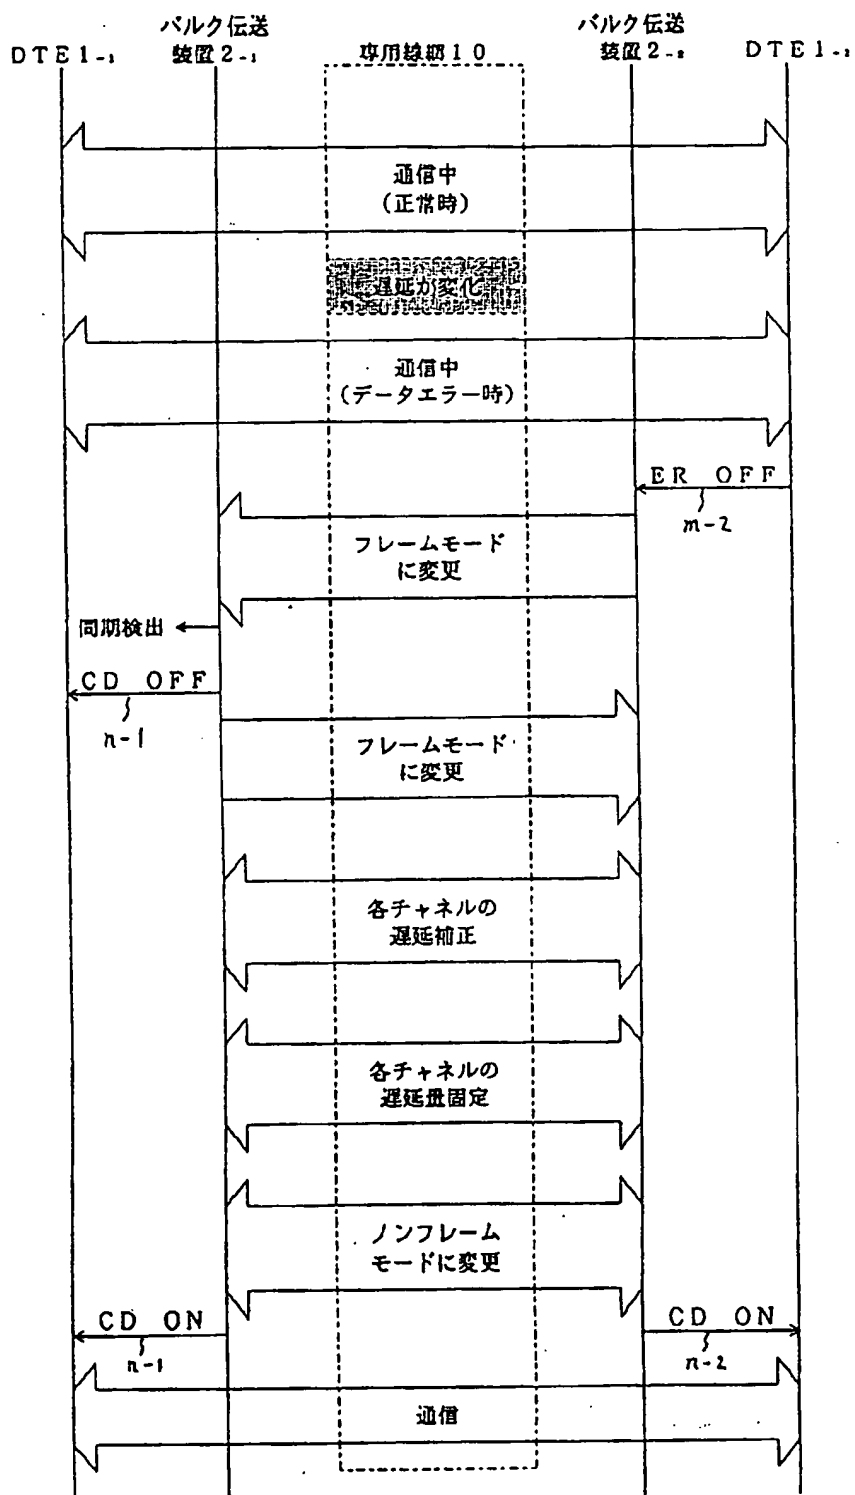 バルク伝送
バルク伝送
DTE1-1
装置2-1
専用線網10
装置2-2
DTE1-2
通信中
(正常時)
遅延が変化
通信中
(データエラー時)
ER OFF
m-2
フレームモード
に変更
同期検出
CD OFF
n-1
フレームモード
に変更
各チャネルの
遅延補正
各チャネルの
遅延量固定
ノンフレーム
モードに変更
CD ON
CD ON
n-1
n-2
通信